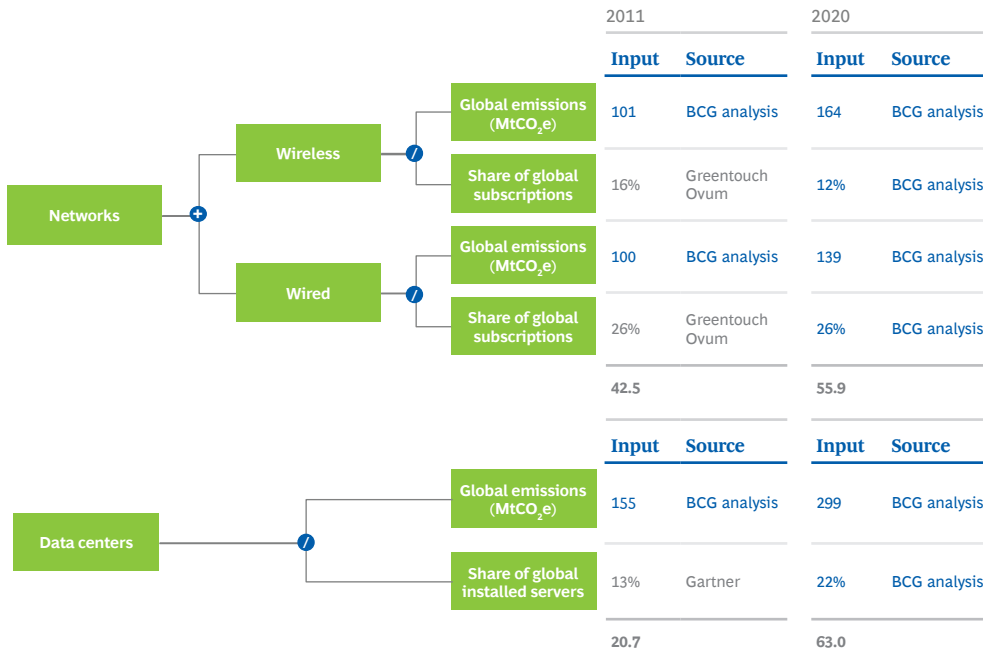 2011 2020
Input Source Input Source
Global emissions
(MtCO₂e)
101 BCG analysis 164 BCG analysis
Wireless
/
Share of global
subscriptions
16% Greentouch
Ovum
12% BCG analysis
Networks
+
Global emissions
(MtCO₂e)
100 BCG analysis 139 BCG analysis
Wired
/
Share of global
subscriptions
26% Greentouch
Ovum
26% BCG analysis
42.5 55.9
Input Source Input Source
Global emissions
(MtCO₂e)
155 BCG analysis 299 BCG analysis
Data centers
/
Share of global
installed servers
13% Gartner 22% BCG analysis
20.7 63.0